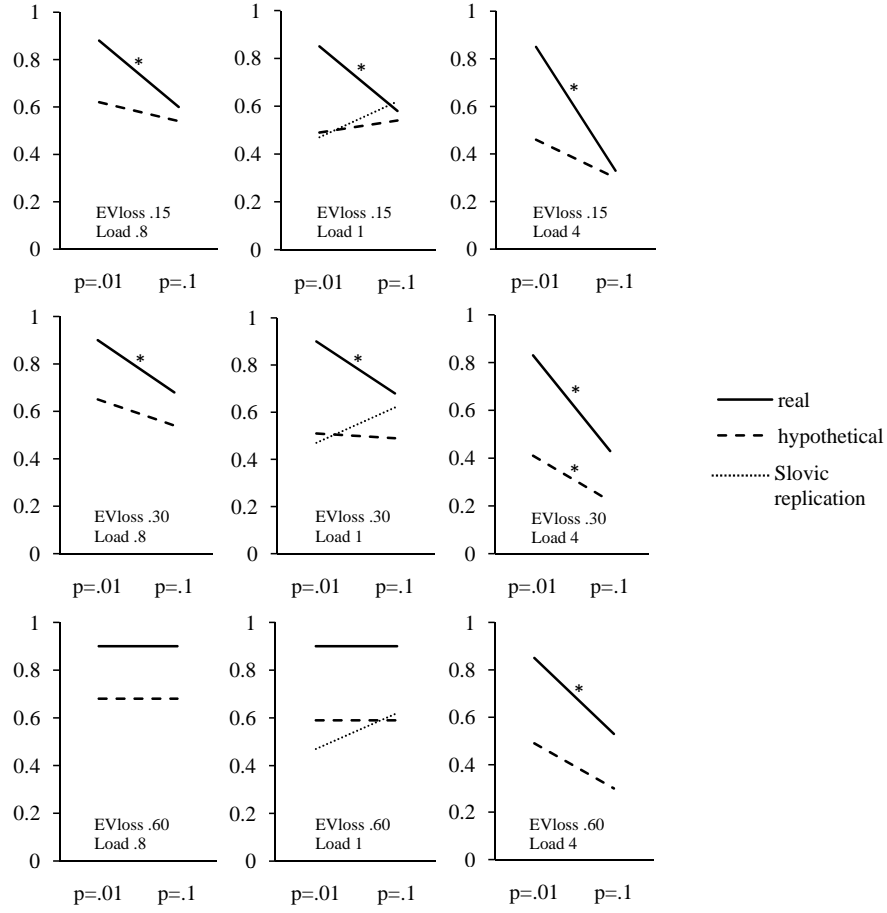 1
0.8
0.6
0.4
0.2
0
*
EVloss .15
Load .8
p=.01 p=.1
1
0.8
0.6
0.4
0.2
0
*
EVloss .15
Load 1
p=.01 p=.1
1
0.8
0.6
0.4
0.2
0
*
EVloss .15
Load 4
p=.01 p=.1
1
0.8
0.6
0.4
0.2
0
*
EVloss .30
Load .8
p=.01 p=.1
1
0.8
0.6
0.4
0.2
0
*
EVloss .30
Load 1
p=.01 p=.1
1
0.8
0.6
0.4
0.2
0
*
*
EVloss .30
Load 4
p=.01 p=.1
real
hypothetical
Slovic
replication
1
0.8
0.6
0.4
0.2
0
EVloss .60
Load .8
p=.01 p=.1
1
0.8
0.6
0.4
0.2
0
EVloss .60
Load 1
p=.01 p=.1
1
0.8
0.6
0.4
0.2
0
*
EVloss .60
Load 4
p=.01 p=.1